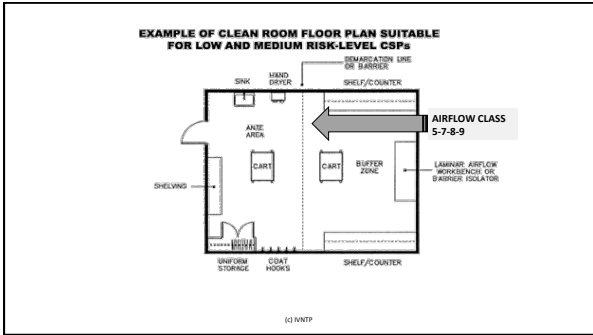 EXAMPLE OF CLEAN ROOM FLOOR PLAN SUITABLE
FOR LOW AND MEDIUM RISK-LEVEL CSPs
DEMARCATION LINE
OR BARRIER
SINK
HAND
DRYER
SHELF/COUNTER
AIRFLOW CLASS
5-7-8-9
ANTE
AREA
CART
CART
BUFFER
ZONE
LAMINAR AIRFLOW
WORKBENCH OR
BARRIER ISOLATOR
SHELVING
UNIFORM
STORAGE
COAT
HOOKS
SHELF/COUNTER
(c) IVNTP